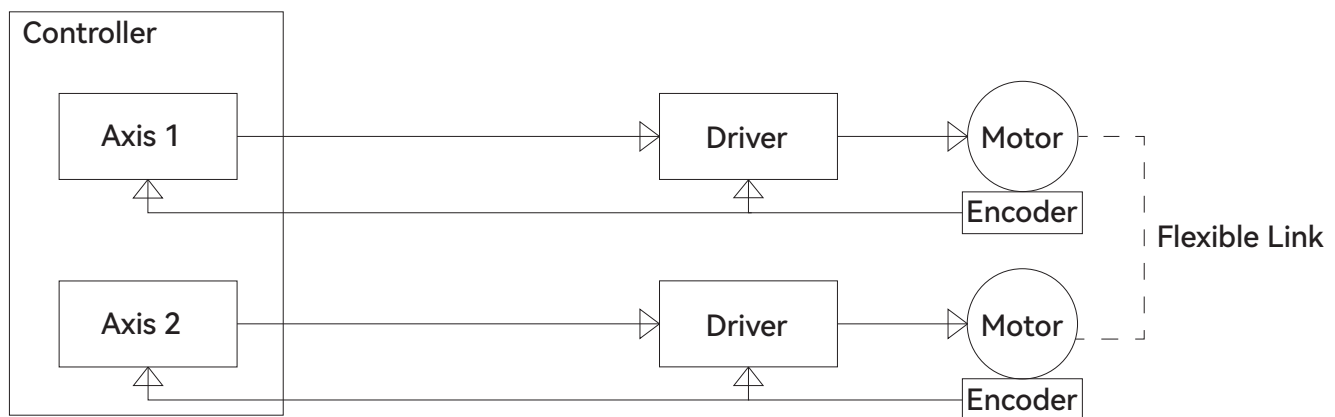 Controller
Axis 1
Driver
Motor
Encoder
Flexible Link
Axis 2
Driver
Motor
Encoder